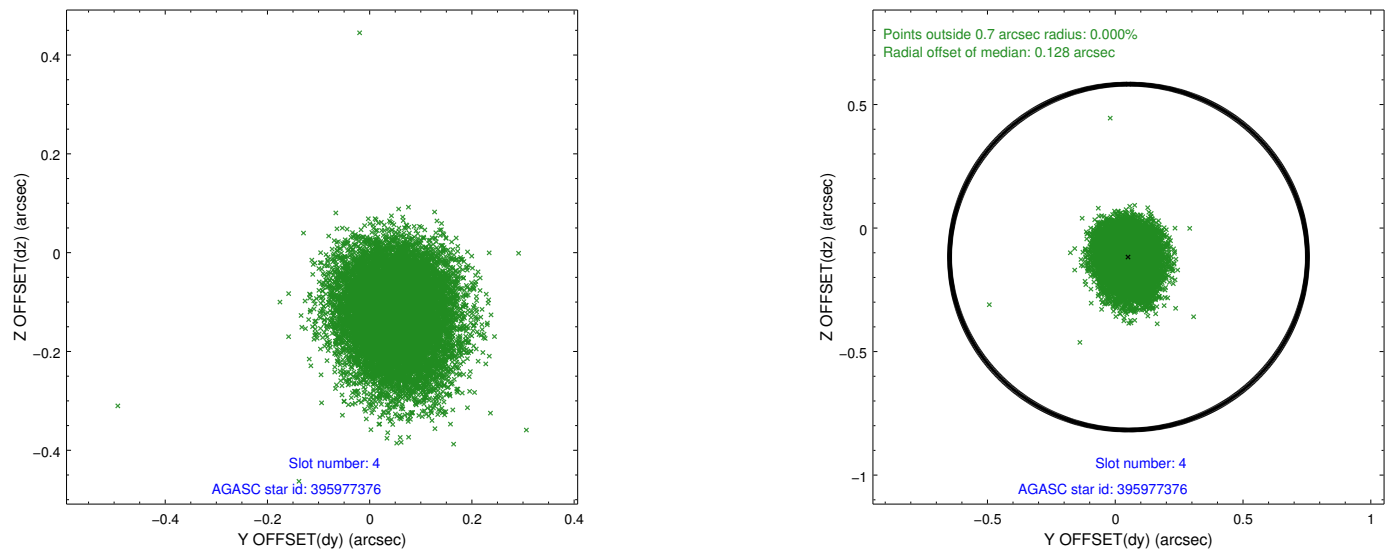 0.4
0.2
0
−0.2
−0.4
Z OFFSET(dz) (arcsec)
Slot number: 4
AGASC star id: 395977376
−0.4
−0.2
0
0.2
0.4
Y OFFSET(dy) (arcsec)
Points outside 0.7 arcsec radius: 0.000%
Radial offset of median: 0.128 arcsec
0.5
0
−0.5
−1
Z OFFSET(dz) (arcsec)
Slot number: 4
AGASC star id: 395977376
−0.5
0
0.5
1
Y OFFSET(dy) (arcsec)